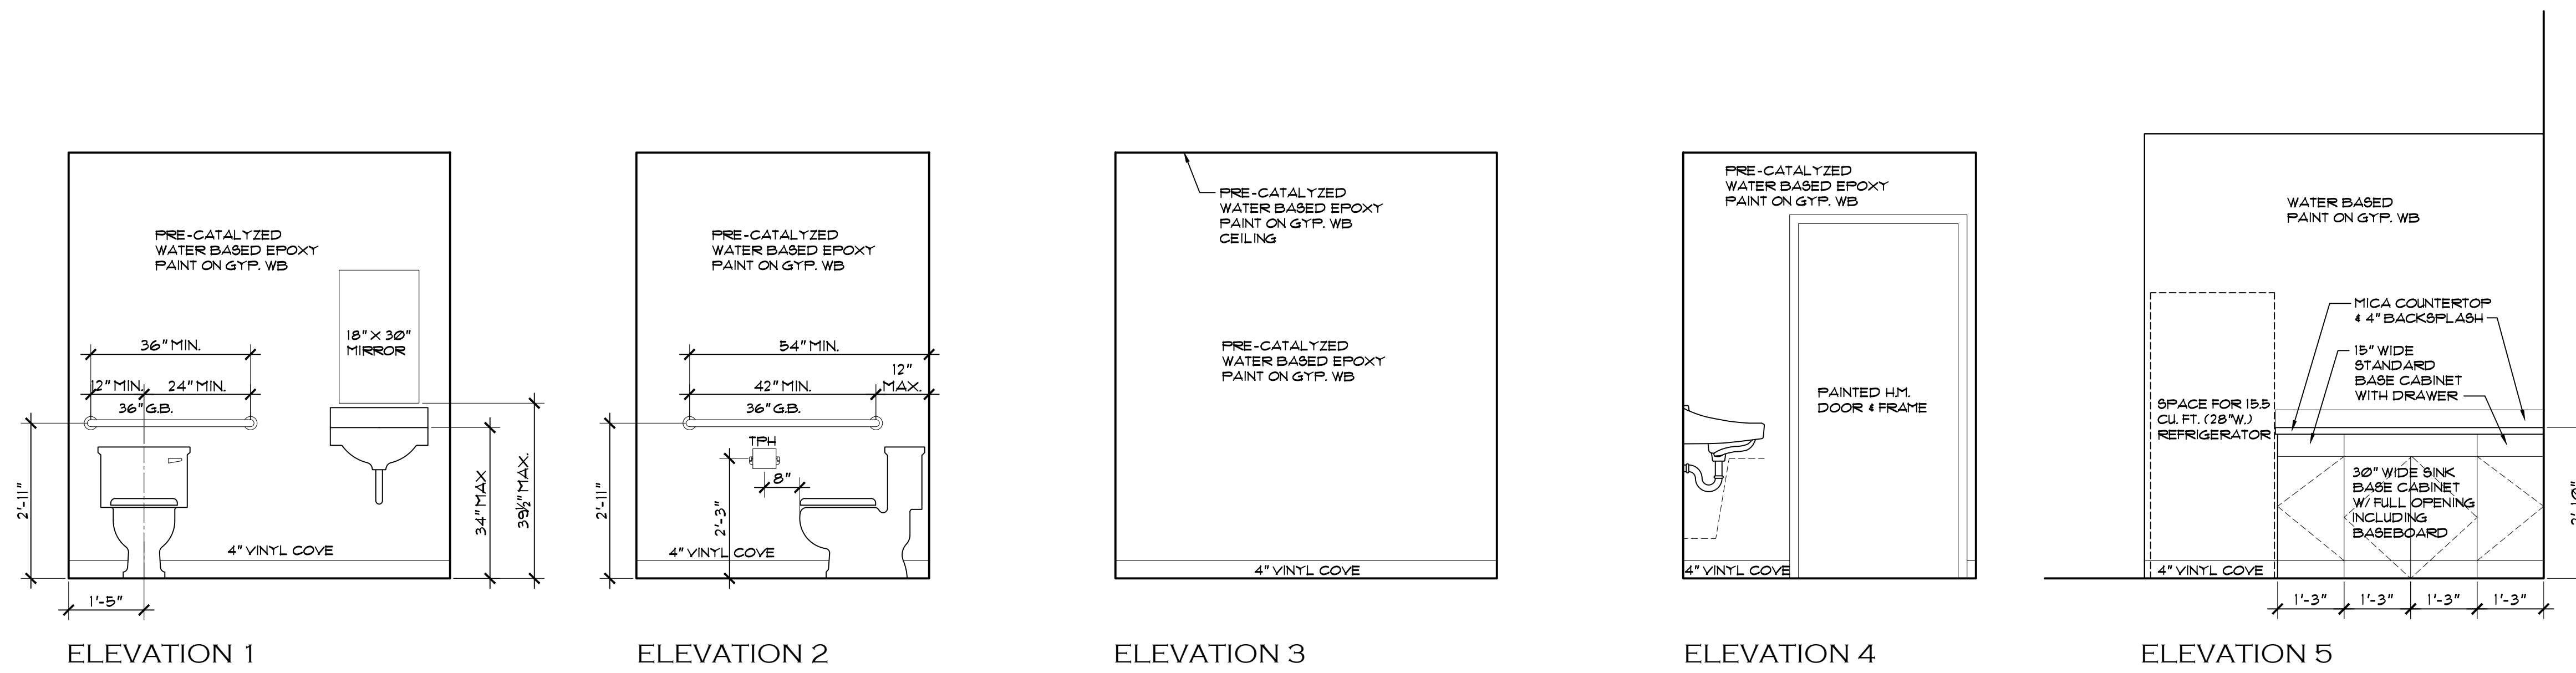 PRE-CATALYZED
WATER BASED EPOXY
PAINT ON GYP. WB
18" X 30"
MIRROR
36" MIN.
12" MIN.
24" MIN.
36" G.B.
2'-11"
34" MAX
39½" MAX.
4" VINYL COVE
1'-5"
ELEVATION 1
PRE-CATALYZED
WATER BASED EPOXY
PAINT ON GYP. WB
54" MIN.
42" MIN.
12"
MAX.
36" G.B.
TPH
8"
2'-11"
2'-3"
4" VINYL COVE
ELEVATION 2
PRE-CATALYZED
WATER BASED EPOXY
PAINT ON GYP. WB
CEILING
PRE-CATALYZED
WATER BASED EPOXY
PAINT ON GYP. WB
4" VINYL COVE
ELEVATION 3
PRE-CATALYZED
WATER BASED EPOXY
PAINT ON GYP. WB
PAINTED H.M.
DOOR & FRAME
4" VINYL COVE
ELEVATION 4
WATER BASED
PAINT ON GYP. WB
MICA COUNTERTOP
& 4" BACKSPLASH
15" WIDE
STANDARD
BASE CABINET
WITH DRAWER
SPACE FOR 15.5
CU. FT. (28"W.)
REFRIGERATOR
30" WIDE SINK
BASE CABINET
W/ FULL OPENING
INCLUDING
BASEBOARD
4" VINYL COVE
1'-3"
1'-3"
1'-3"
1'-3"
ELEVATION 5